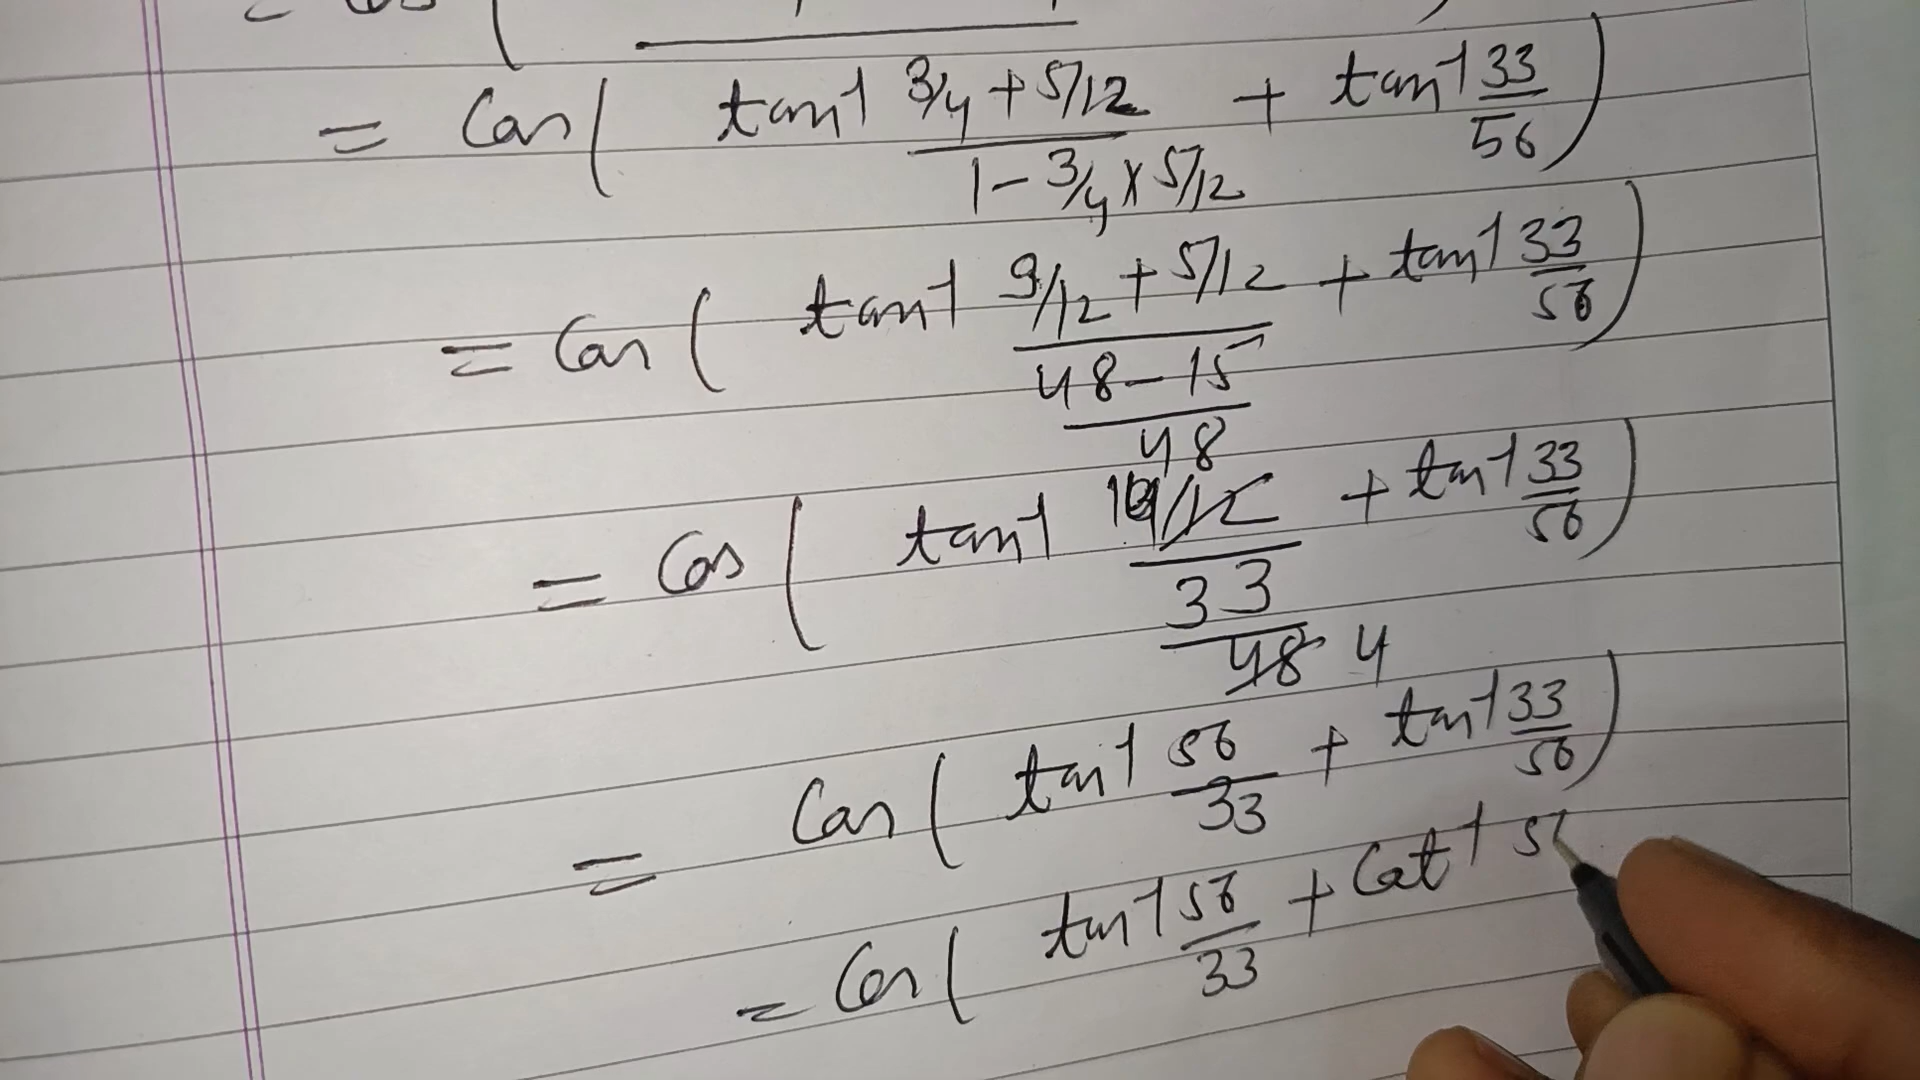 = cos( tan-1 3/4 + 5/12 / 1 - 3/4 x 5/12 + tan-1 33/56 )
= cos( tan-1 9/12 + 5/12 / 48-15/48 + tan-1 33/56 )
= cos( tan-1 14/12 / 33/48 4 + tan-1 33/56 )
= cos( tan-1 56/33 + tan-1 33/56 )
= cos( tan-1 56/33 + cot-1 5